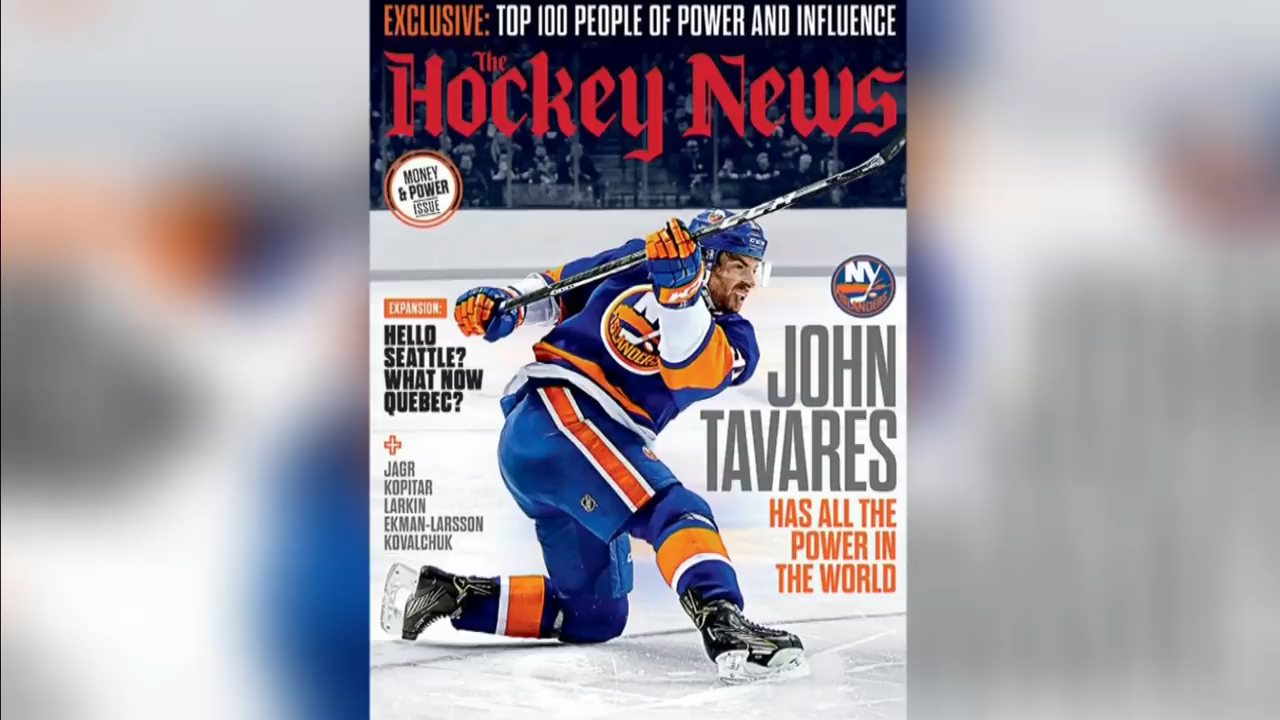 EXCLUSIVE: TOP 100 PEOPLE OF POWER AND INFLUENCE
The
Hockey News
MONEY
& POWER
ISSUE
NY
ISLANDERS
EXPANSION:
HELLO
SEATTLE?
WHAT NOW
QUEBEC?
ISLANDERS
JOHN
TAVARES
HAS ALL THE
POWER IN
THE WORLD
+
JAGR
KOPITAR
LARKIN
EKMAN-LARSSON
KOVALCHUK
CCM